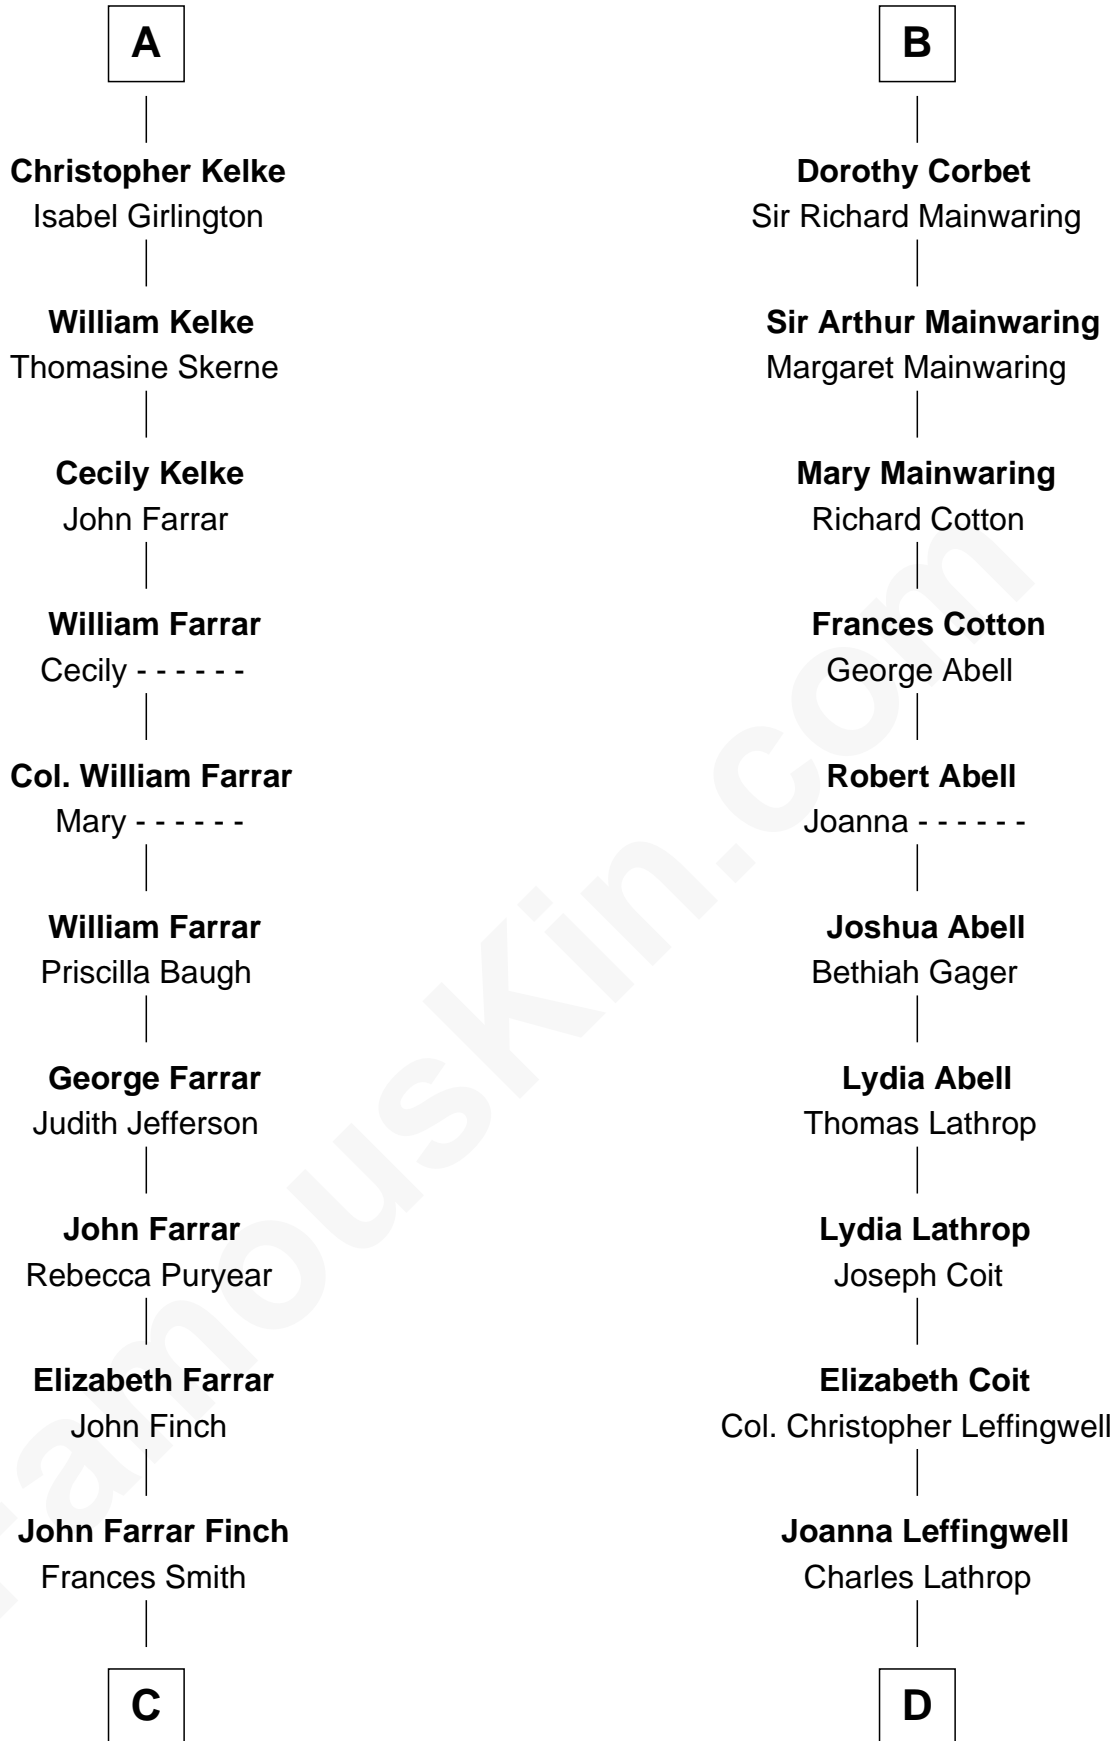 A
Christopher Kelke
Isabel Girlington
William Kelke
Thomasine Skerne
Cecily Kelke
John Farrar
William Farrar
Cecily - - - - - -
Col. William Farrar
Mary - - - - - -
William Farrar
Priscilla Baugh
George Farrar
Judith Jefferson
John Farrar
Rebecca Puryear
Elizabeth Farrar
John Finch
John Farrar Finch
Frances Smith
C
B
Dorothy Corbet
Sir Richard Mainwaring
Sir Arthur Mainwaring
Margaret Mainwaring
Mary Mainwaring
Richard Cotton
Frances Cotton
George Abell
Robert Abell
Joanna - - - - - -
Joshua Abell
Bethiah Gager
Lydia Abell
Thomas Lathrop
Lydia Lathrop
Joseph Coit
Elizabeth Coit
Col. Christopher Leffingwell
Joanna Leffingwell
Charles Lathrop
D
FamousKin.com